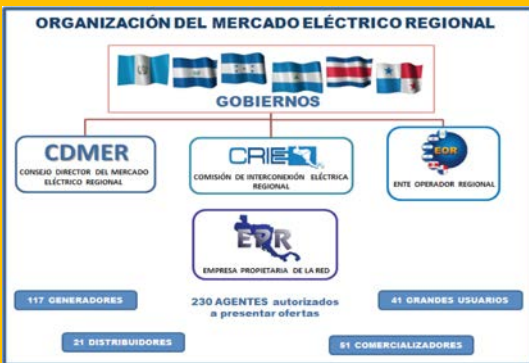 ORGANIZACIÓN DEL MERCADO ELÉCTRICO REGIONAL
GOBIERNOS
CDMER
CONSEJO DIRECTOR DEL MERCADO
ELÉCTRICO REGIONAL
CRIE
COMISIÓN DE INTERCONEXIÓN ELÉCTRICA
REGIONAL
EOR
ENTE OPERADOR REGIONAL
EPR
EMPRESA PROPIETARIA DE LA RED
117 GENERADORES
230 AGENTES autorizados
a presentar ofertas
41 GRANDES USUARIOS
21 DISTRIBUIDORES
51 COMERCIALIZADORES